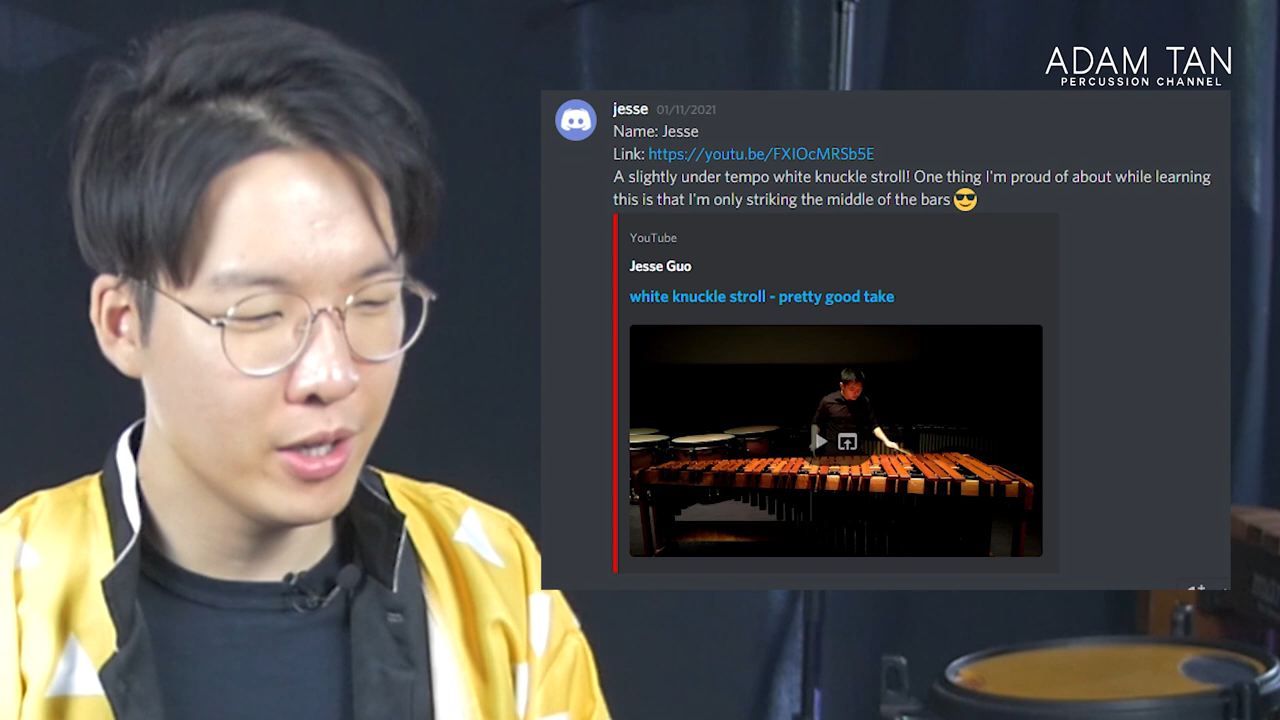 ADAM TAN
PERCUSSION CHANNEL
jesse 01/11/2021
Name: Jesse
Link: https://youtu.be/FXIOcMRSb5E
A slightly under tempo white knuckle stroll! One thing I'm proud of about while learning
this is that I'm only striking the middle of the bars 😎
YouTube
Jesse Guo
white knuckle stroll - pretty good take